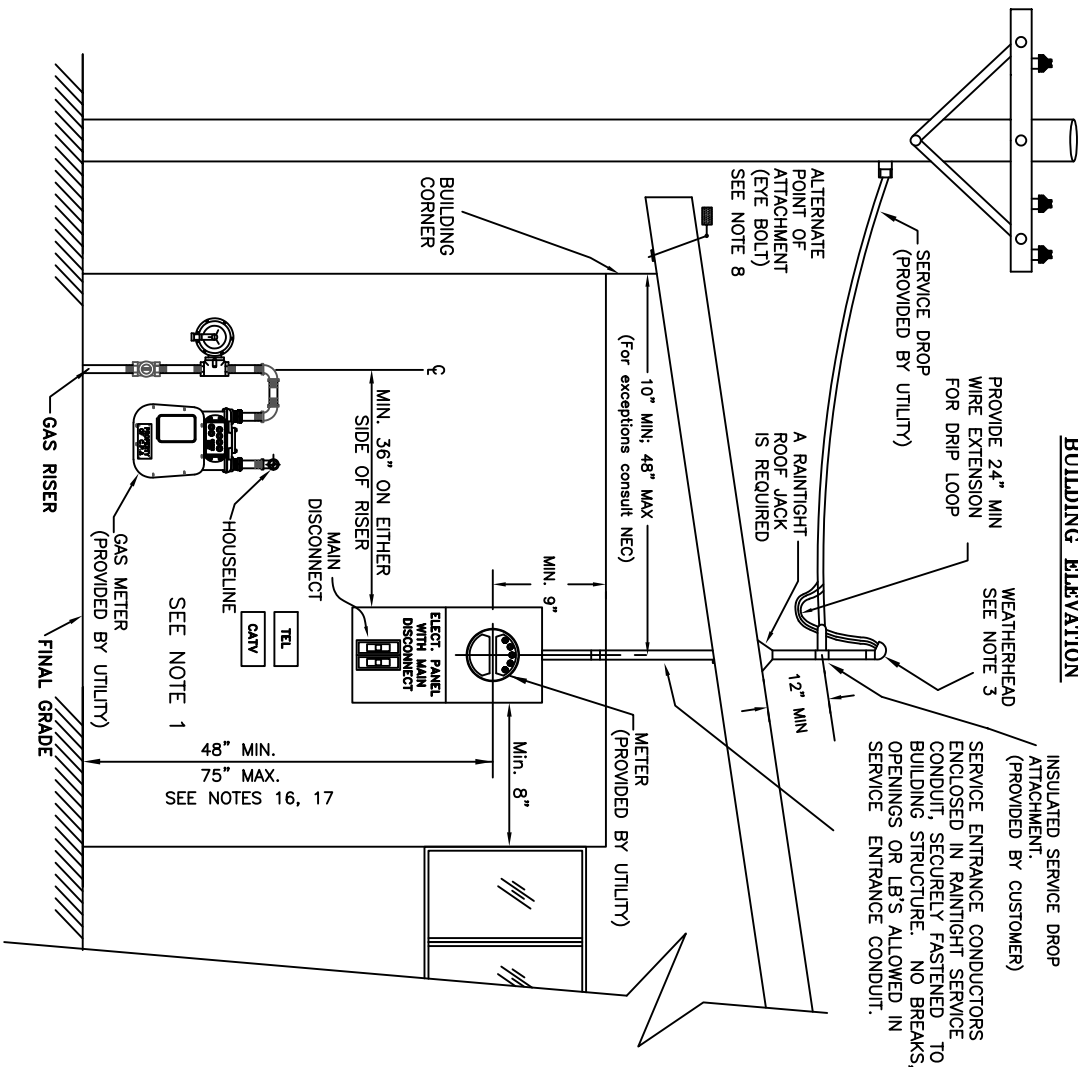 BUILDING ELEVATION
WEATHERHEAD
SEE NOTE 3
INSULATED SERVICE DROP
ATTACHMENT.
(PROVIDED BY CUSTOMER)
PROVIDE 24" MIN
WIRE EXTENSION
FOR DRIP LOOP
SERVICE DROP
(PROVIDED BY UTILITY)
SERVICE ENTRANCE CONDUCTORS
ENCLOSED IN RAINTIGHT SERVICE
CONDUIT, SECURELY FASTENED TO
BUILDING STRUCTURE. NO BREAKS,
OPENINGS OR LB'S ALLOWED IN
SERVICE ENTRANCE CONDUIT.
ALTERNATE
POINT OF
ATTACHMENT
(EYE BOLT)
SEE NOTE 8
12" MIN
A RAINTIGHT
ROOF JACK
IS REQUIRED
10" MIN; 48" MAX
(For exceptions consult NEC)
BUILDING
CORNER
METER
(PROVIDED BY UTILITY)
MIN. 9"
Min. 8"
ELECT. PANEL
WITH MAIN
DISCONNECT
MAIN
DISCONNECT
CL
MIN. 36" ON EITHER
SIDE OF RISER
TEL
CATV
HOUSELINE
SEE NOTE 1
48" MIN.
75" MAX.
SEE NOTES 16, 17
GAS METER
(PROVIDED BY UTILITY)
GAS RISER
FINAL GRADE